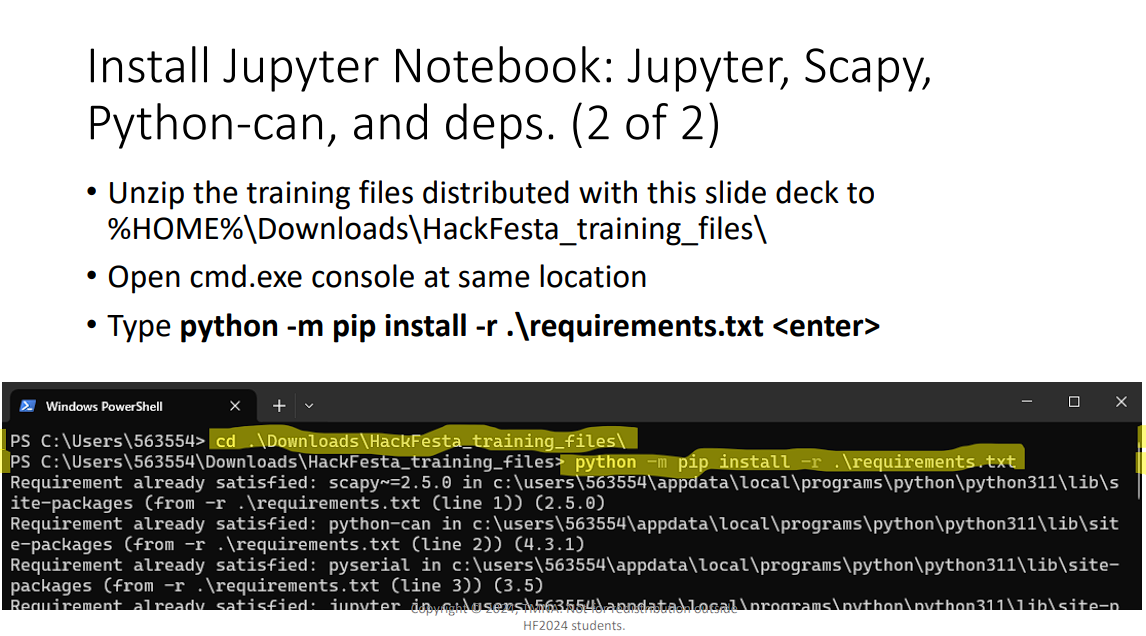 Install Jupyter Notebook: Jupyter, Scapy,
Python-can, and deps. (2 of 2)
• Unzip the training files distributed with this slide deck to
%HOME%\Downloads\HackFesta_training_files\
• Open cmd.exe console at same location
• Type python -m pip install -r .\requirements.txt <enter>
Windows PowerShell
PS C:\Users\563554> cd .\Downloads\HackFesta_training_files\
PS C:\Users\563554\Downloads\HackFesta_training_files> python -m pip install -r .\requirements.txt
Requirement already satisfied: scapy~=2.5.0 in c:\users\563554\appdata\local\programs\python\python311\lib\s
ite-packages (from -r .\requirements.txt (line 1)) (2.5.0)
Requirement already satisfied: python-can in c:\users\563554\appdata\local\programs\python\python311\lib\sit
e-packages (from -r .\requirements.txt (line 2)) (4.3.1)
Requirement already satisfied: pyserial in c:\users\563554\appdata\local\programs\python\python311\lib\site-
packages (from -r .\requirements.txt (line 3)) (3.5)
Requirement already satisfied: jupyter in c:\users\563554\appdata\local\programs\python\python311\lib\site-p
Copyright © 2024, TMNA. Not for redistribution outside
HF2024 students.